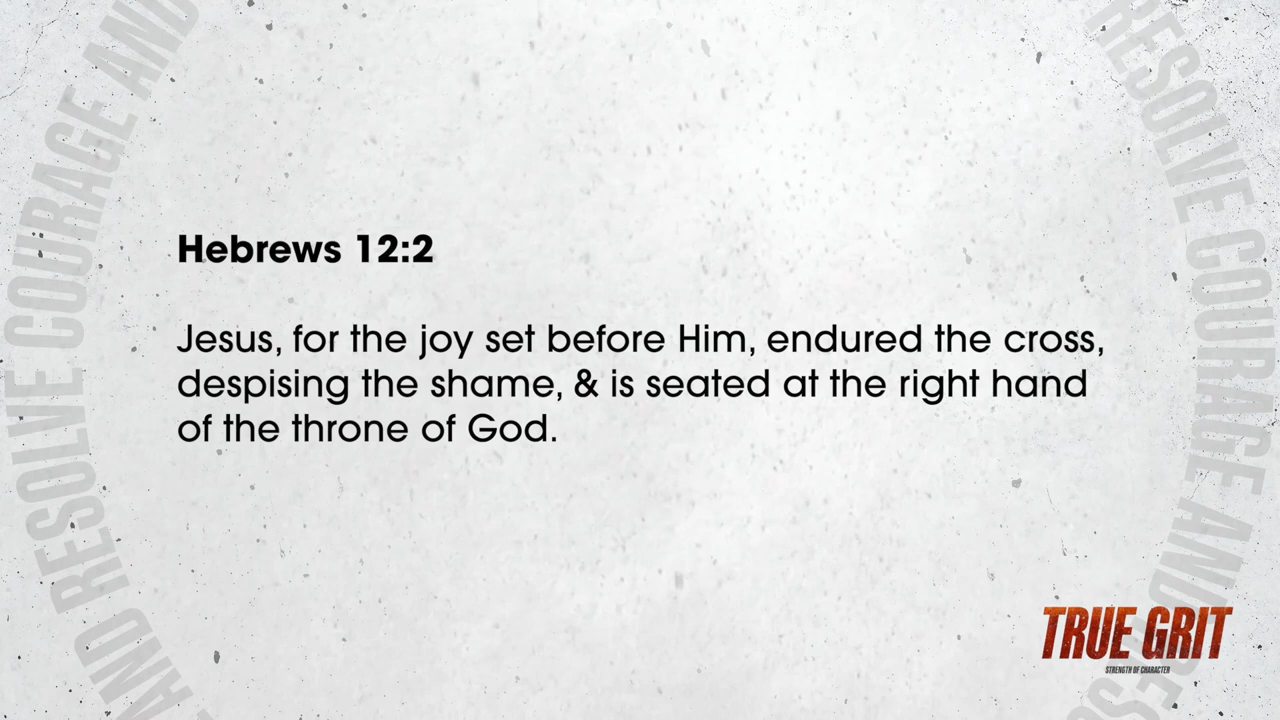 RESOLVE COURAGE AND
AND RESOLVE COURAGE AND
Hebrews 12:2
Jesus, for the joy set before Him, endured the cross,
despising the shame, & is seated at the right hand
of the throne of God.
TRUE GRIT
STRENGTH OF CHARACTER